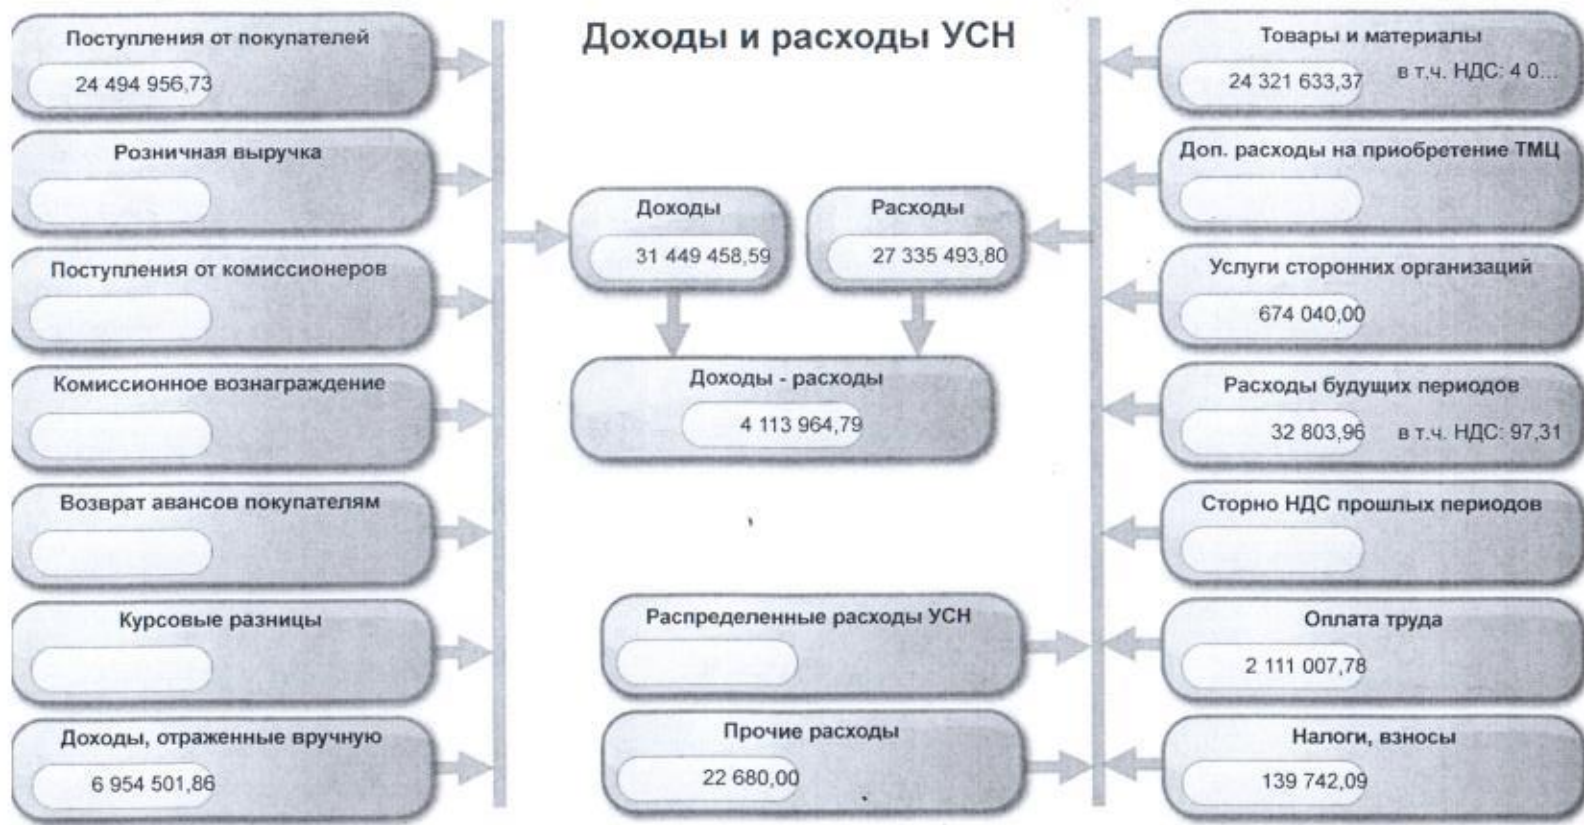 Доходы и расходы УСН
Поступления от покупателей
24 494 956,73
Розничная выручка
Поступления от комиссионеров
Комиссионное вознаграждение
Возврат авансов покупателям
Курсовые разницы
Доходы, отраженные вручную
6 954 501,86
Доходы
31 449 458,59
Расходы
27 335 493,80
Доходы - расходы
4 113 964,79
Распределенные расходы УСН
Прочие расходы
22 680,00
Товары и материалы
24 321 633,37 в т.ч. НДС: 4 0...
Доп. расходы на приобретение ТМЦ
Услуги сторонних организаций
674 040,00
Расходы будущих периодов
32 803,96 в т.ч. НДС: 97,31
Сторно НДС прошлых периодов
Оплата труда
2 111 007,78
Налоги, взносы
139 742,09